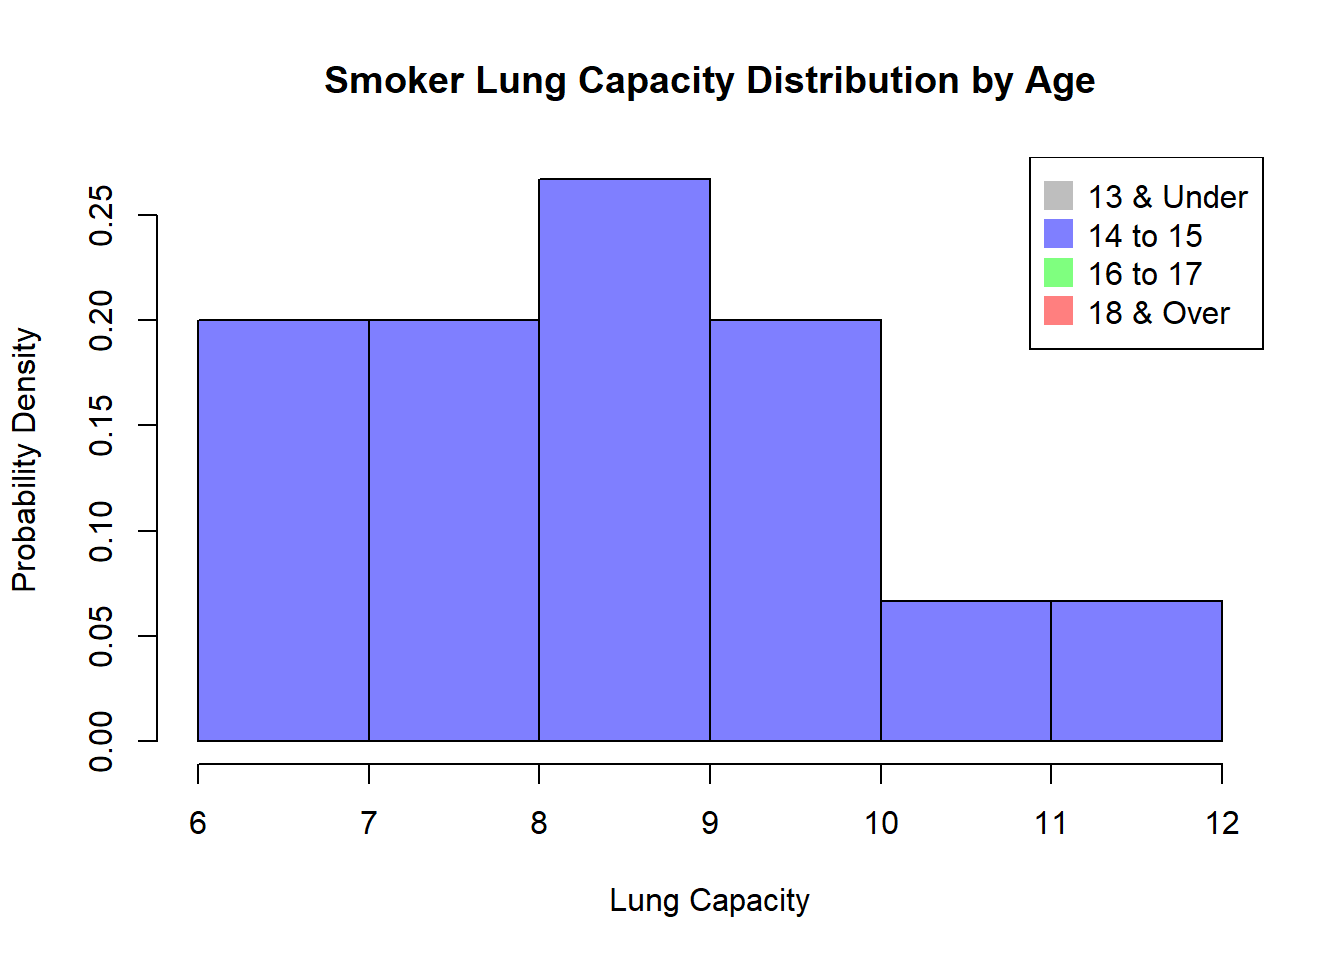 Smoker Lung Capacity Distribution by Age
13 & Under
14 to 15
16 to 17
18 & Over
Probability Density
0.25
0.20
0.15
0.10
0.05
0.00
6 7 8 9 10 11 12
Lung Capacity